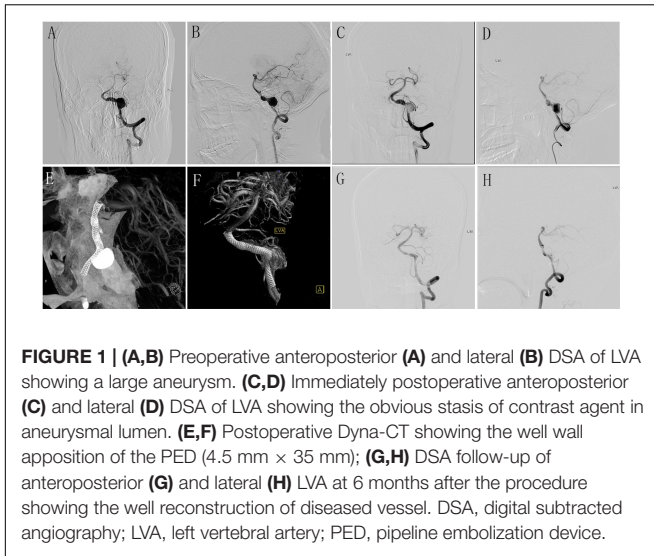 A B C D
E F G H
LVA
A
FIGURE 1 | (A,B) Preoperative anteroposterior (A) and lateral (B) DSA of LVA
showing a large aneurysm. (C,D) Immediately postoperative anteroposterior
(C) and lateral (D) DSA of LVA showing the obvious stasis of contrast agent in
aneurysmal lumen. (E,F) Postoperative Dyna-CT showing the well wall
apposition of the PED (4.5 mm × 35 mm); (G,H) DSA follow-up of
anteroposterior (G) and lateral (H) LVA at 6 months after the procedure
showing the well reconstruction of diseased vessel. DSA, digital subtracted
angiography; LVA, left vertebral artery; PED, pipeline embolization device.